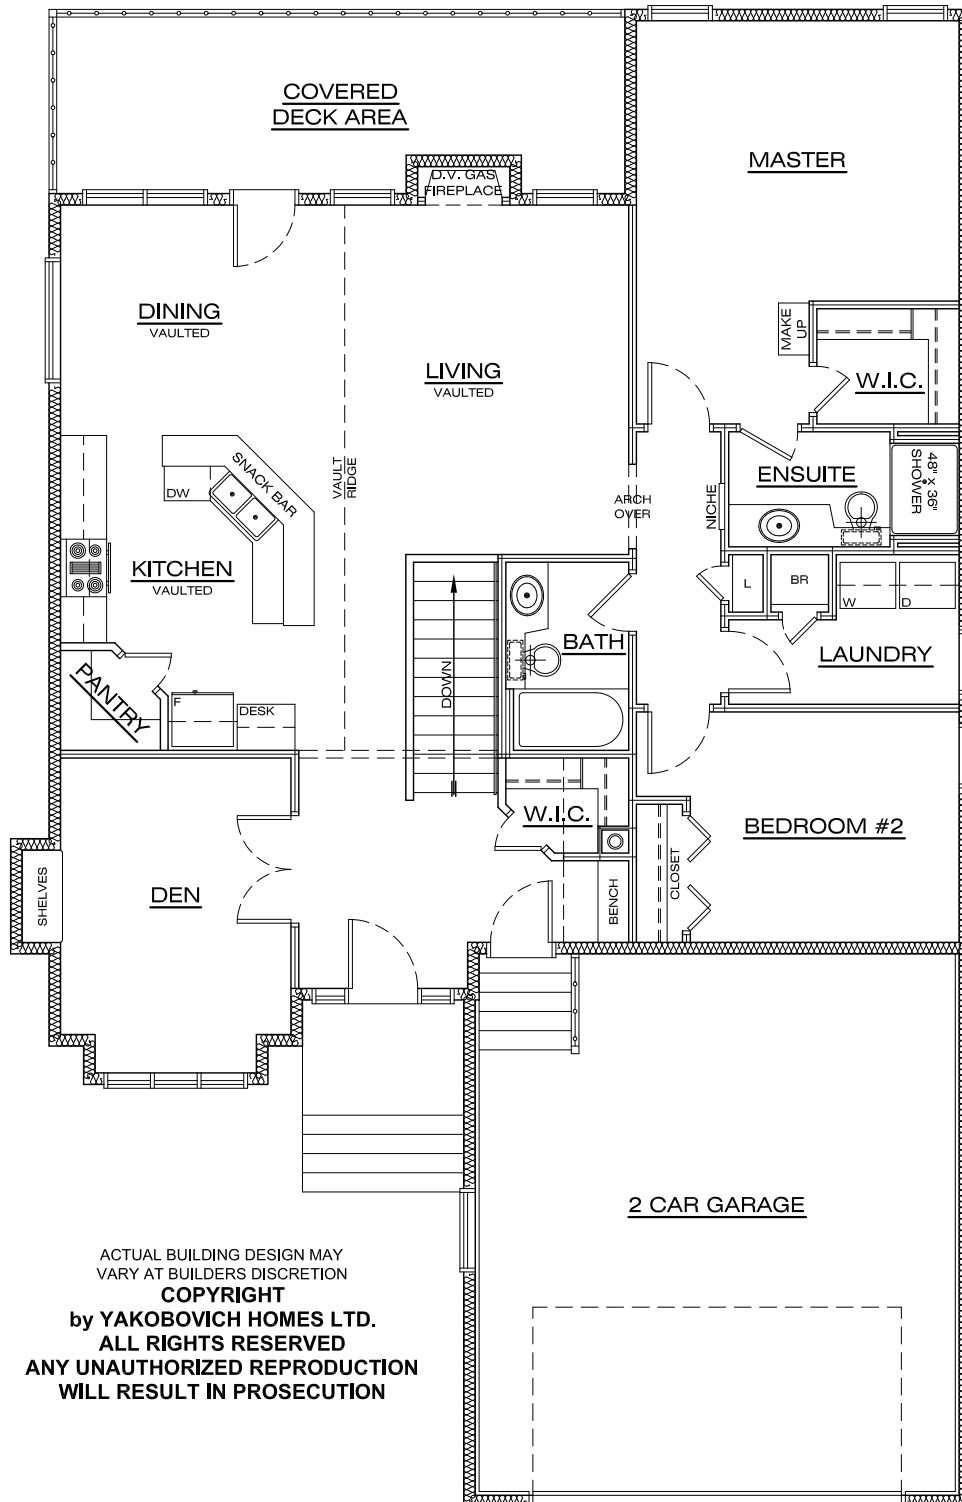 COVERED
DECK AREA
MASTER
D.V. GAS
FIREPLACE
DINING
VAULTED
LIVING
VAULTED
MAKE
UP
W.I.C.
SNACK BAR
DW
VAULT
RIDGE
ARCH
OVER
NICHE
ENSUITE
48" x 36"
SHOWER
KITCHEN
VAULTED
L
BR
W
D
BATH
LAUNDRY
DOWN
PANTRY
F
DESK
W.I.C.
BEDROOM #2
CLOSET
BENCH
SHELVES
DEN
2 CAR GARAGE
ACTUAL BUILDING DESIGN MAY
VARY AT BUILDERS DISCRETION
COPYRIGHT
by YAKOBOVICH HOMES LTD.
ALL RIGHTS RESERVED
ANY UNAUTHORIZED REPRODUCTION
WILL RESULT IN PROSECUTION